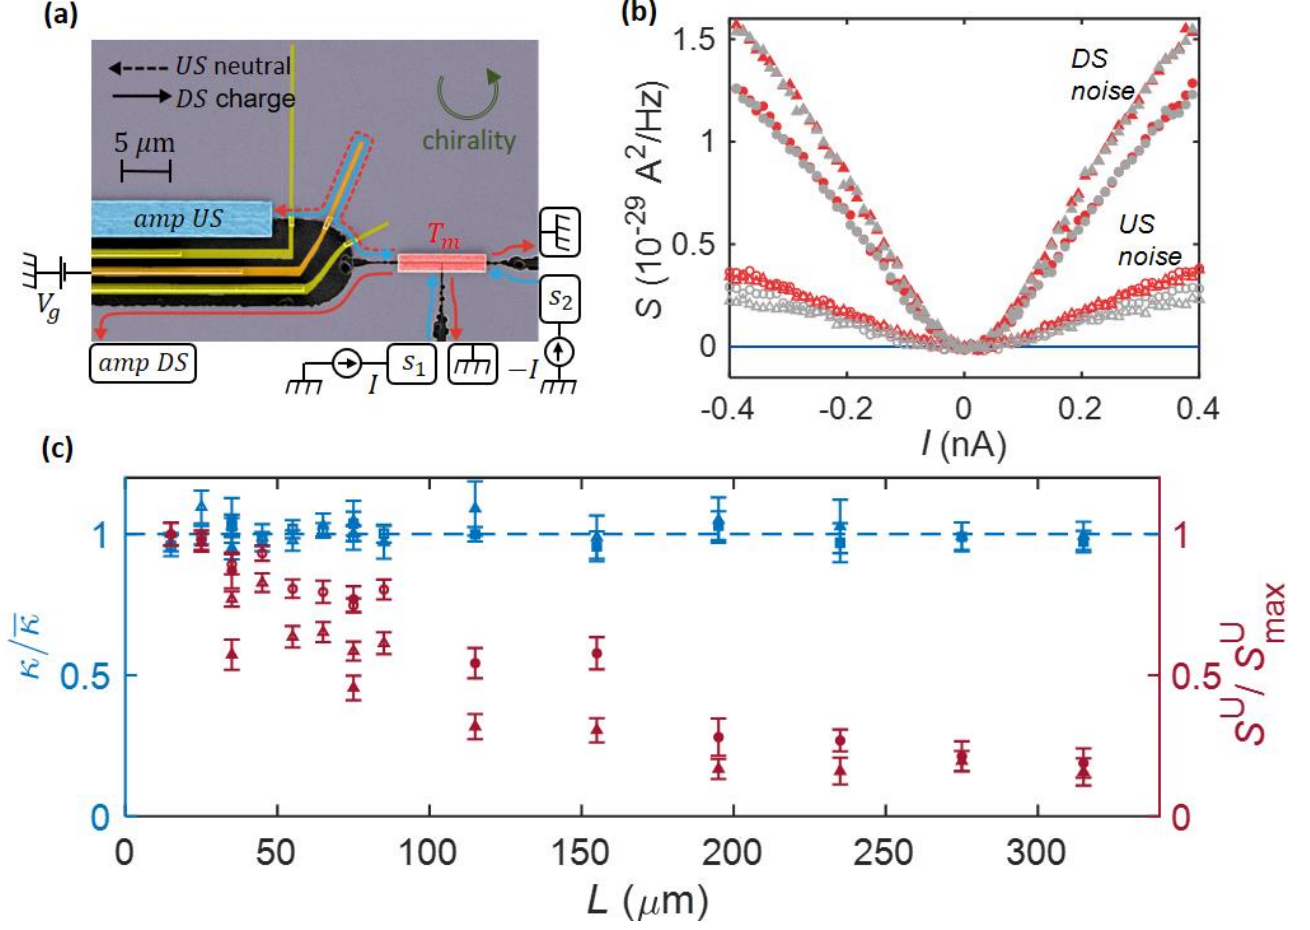 (a)
US neutral
DS charge
5 μm
chirality
amp US
T_m
V_g
s_2
amp DS
I
s_1
−I
(b)
S (10⁻²⁹ A²/Hz)
1.5
1
0.5
0
DS
noise
US
noise
-0.4
-0.2
0
0.2
0.4
I (nA)
(c)
κ/κ̅
1
0.5
0
1
0.5
0
S^U / S^U_max
0
50
100
150
200
250
300
L (μm)